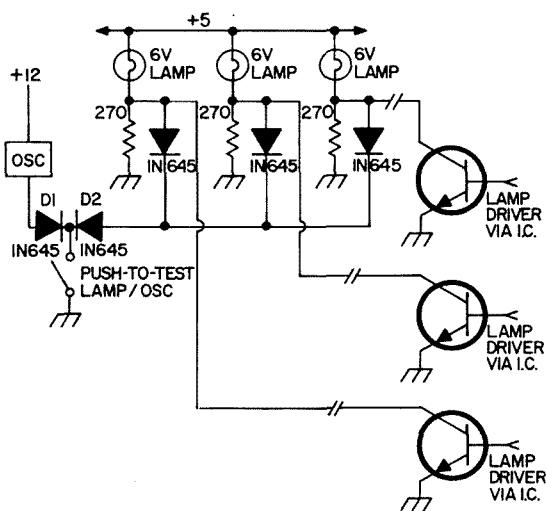 +5
6V
LAMP
6V
LAMP
6V
LAMP
+12
270
270
270
OSC
IN645
IN645
IN645
D1
D2
IN645
IN645
PUSH-TO-TEST
LAMP/OSC
LAMP
DRIVER
VIA I.C.
LAMP
DRIVER
VIA I.C.
LAMP
DRIVER
VIA I.C.